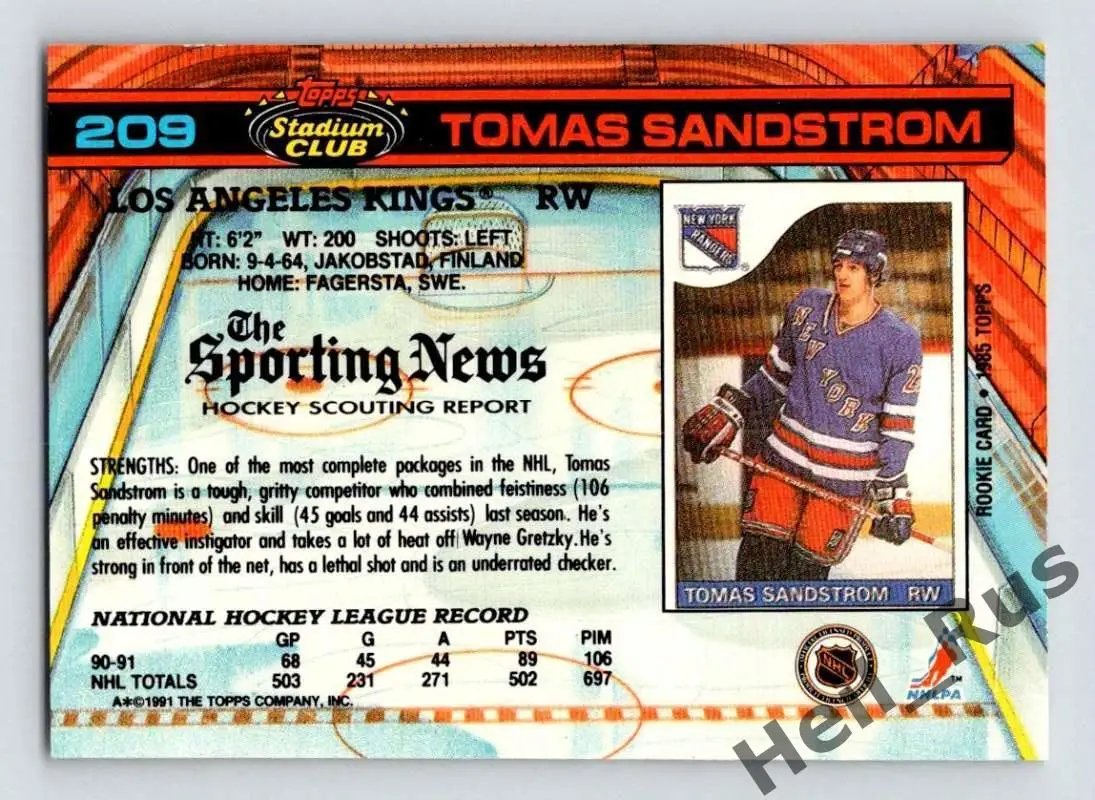 209
Topps
Stadium
CLUB
TOMAS SANDSTROM
LOS ANGELES KINGS® RW
HT: 6'2" WT: 200 SHOOTS: LEFT
BORN: 9-4-64, JAKOBSTAD, FINLAND
HOME: FAGERSTA, SWE.
The
Sporting News
HOCKEY SCOUTING REPORT
STRENGTHS: One of the most complete packages in the NHL, Tomas
Sandstrom is a tough, gritty competitor who combined feistiness (106
penalty minutes) and skill (45 goals and 44 assists) last season. He's
an effective instigator and takes a lot of heat off Wayne Gretzky. He's
strong in front of the net, has a lethal shot and is an underrated checker.
NATIONAL HOCKEY LEAGUE RECORD
GP G A PTS PIM
90-91 68 45 44 89 106
NHL TOTALS 503 231 271 502 697
A*©1991 THE TOPPS COMPANY, INC.
NEW YORK
RANGERS
NEW
YORK
TOMAS SANDSTROM RW
ROOKIE CARD • 1985 TOPPS
NHL
NHLPA
TM
Hell_Rus